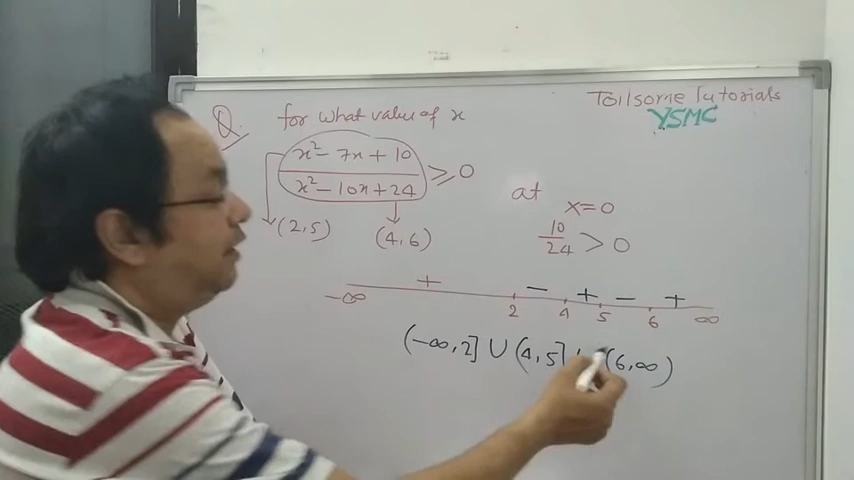 Toilsome Tutorials
YSMC
Q for what value of x
x² - 7x + 10
x² - 10x + 24
≥ 0
(2,5) (4,6)
at x=0
10/24 > 0
+ - + - +
-∞ 2 4 5 6 ∞
(-∞, 2] ∪ (4, 5] (6, ∞)